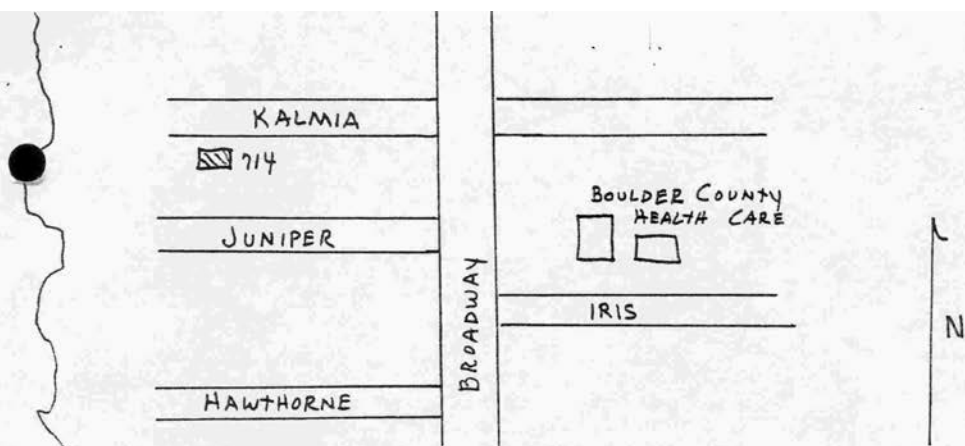 KALMIA
714
BOULDER COUNTY
HEALTH CARE
JUNIPER
BROADWAY
IRIS
N
HAWTHORNE